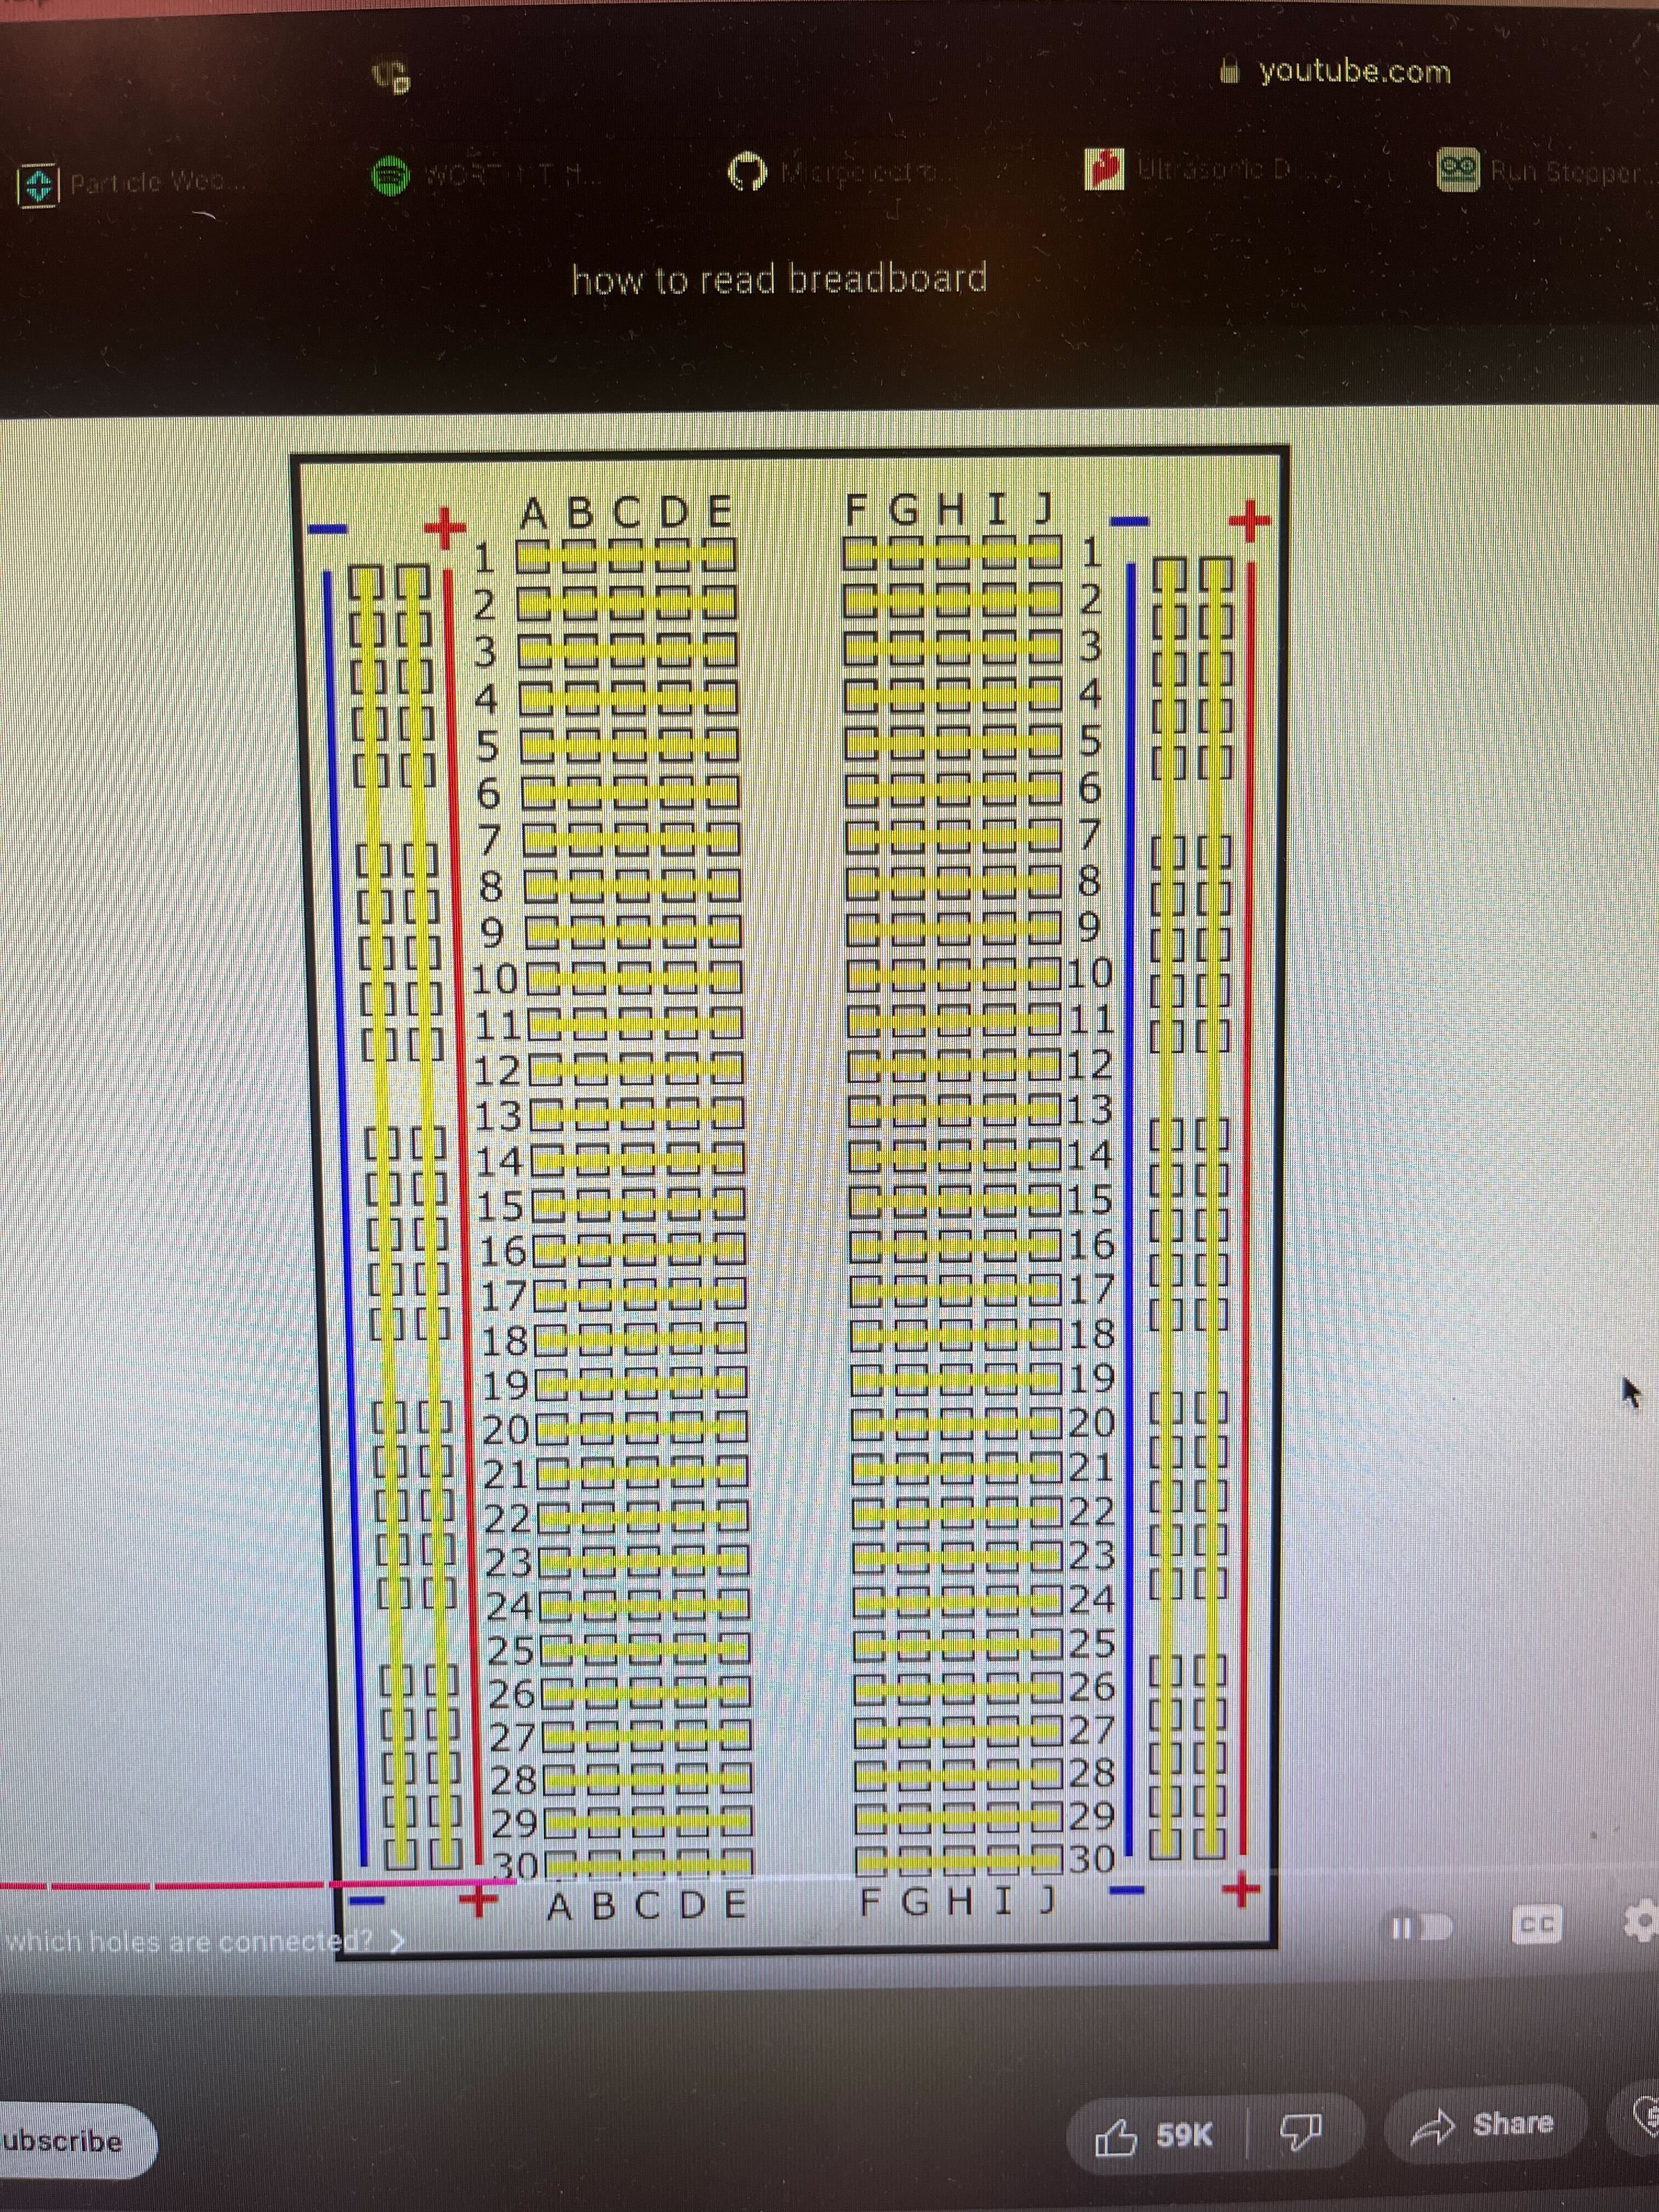 youtube.com
Particle Web...
Run Stepper...
how to read breadboard
A B C D E F G H I J
− + − +
1 1
2 2
3 3
4 4
5 5
6 6
7 7
8 8
9 9
10 10
11 11
12 12
13 13
14 14
15 15
16 16
17 17
18 18
19 19
20 20
21 21
22 22
23 23
24 24
25 25
26 26
27 27
28 28
29 29
30 30
− + A B C D E F G H I J − +
which holes are connected? >
CC
ubscribe
59K
Share